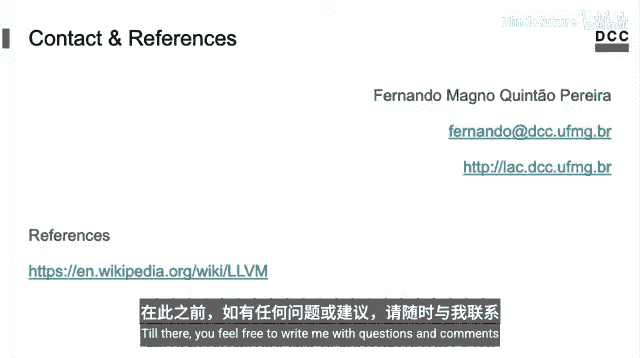 Contact & References
DCC
Fernando Magno Quintão Pereira
fernando@dcc.ufmg.br
http://lac.dcc.ufmg.br
References
https://en.wikipedia.org/wiki/LLVM
在此之前，如有任何问题或建议，请随时与我联系
Till there, you feel free to write me with questions and comments